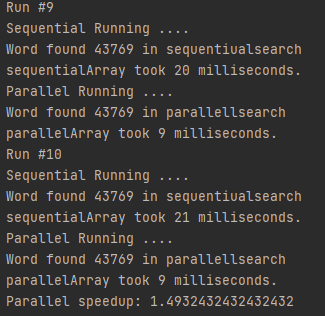 Run #9
Sequential Running ....
Word found 43769 in sequentiualsearch
sequentialArray took 20 milliseconds.
Parallel Running ....
Word found 43769 in parallellsearch
parallelArray took 9 milliseconds.
Run #10
Sequential Running ....
Word found 43769 in sequentiualsearch
sequentialArray took 21 milliseconds.
Parallel Running ....
Word found 43769 in parallellsearch
parallelArray took 9 milliseconds.
Parallel speedup: 1.4932432432432432